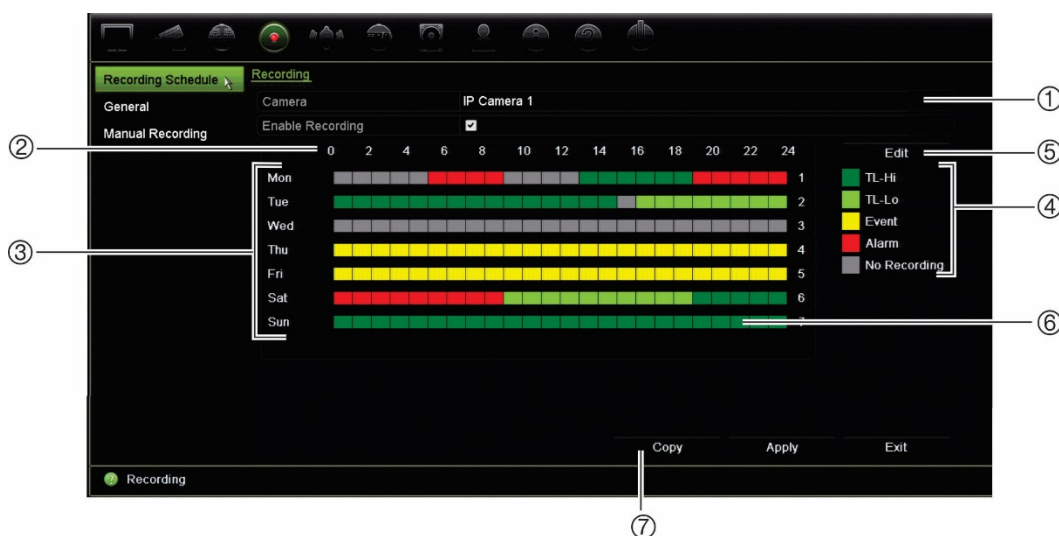 Recording Schedule
General
Manual Recording
Recording
Camera IP Camera 1
Enable Recording
0 2 4 6 8 10 12 14 16 18 20 22 24
Mon 1
Tue 2
Wed 3
Thu 4
Fri 5
Sat 6
Sun 7
Edit
TL-Hi
TL-Lo
Event
Alarm
No Recording
Copy Apply Exit
? Recording
①
②
③
④
⑤
⑥
⑦